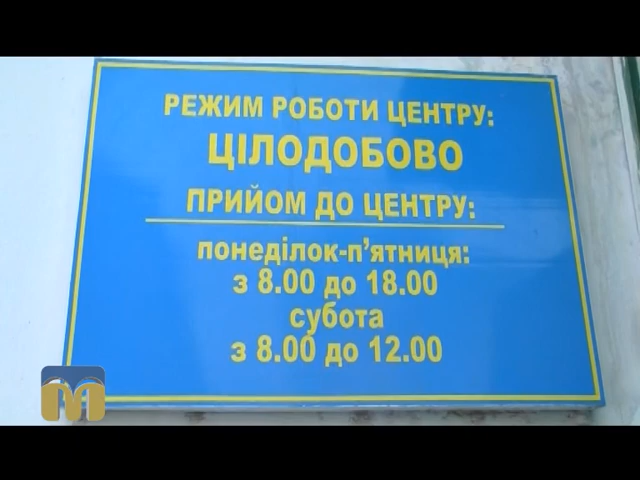 РЕЖИМ РОБОТИ ЦЕНТРУ:
ЦІЛОДОБОВО
ПРИЙОМ ДО ЦЕНТРУ:
понеділок-п'ятниця:
з 8.00 до 18.00
субота
з 8.00 до 12.00
М